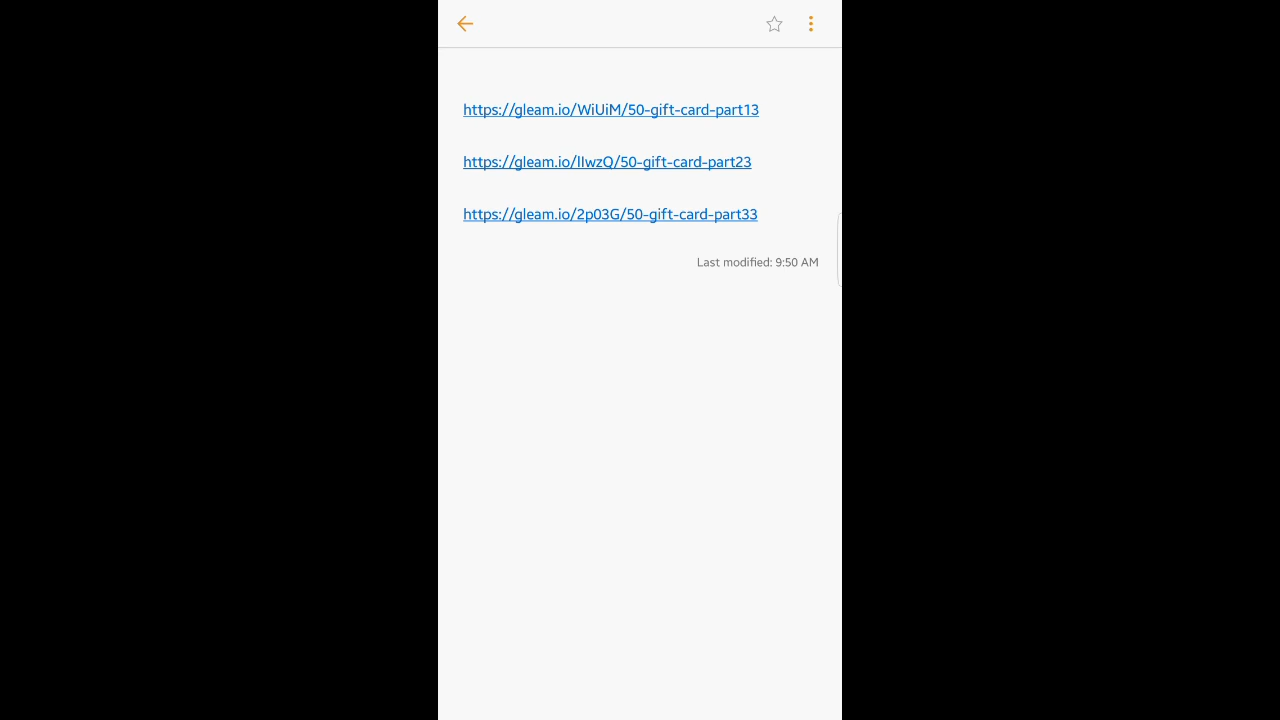 https://gleam.io/WiUiM/50-gift-card-part13
https://gleam.io/lIwzQ/50-gift-card-part23
https://gleam.io/2p03G/50-gift-card-part33
Last modified: 9:50 AM